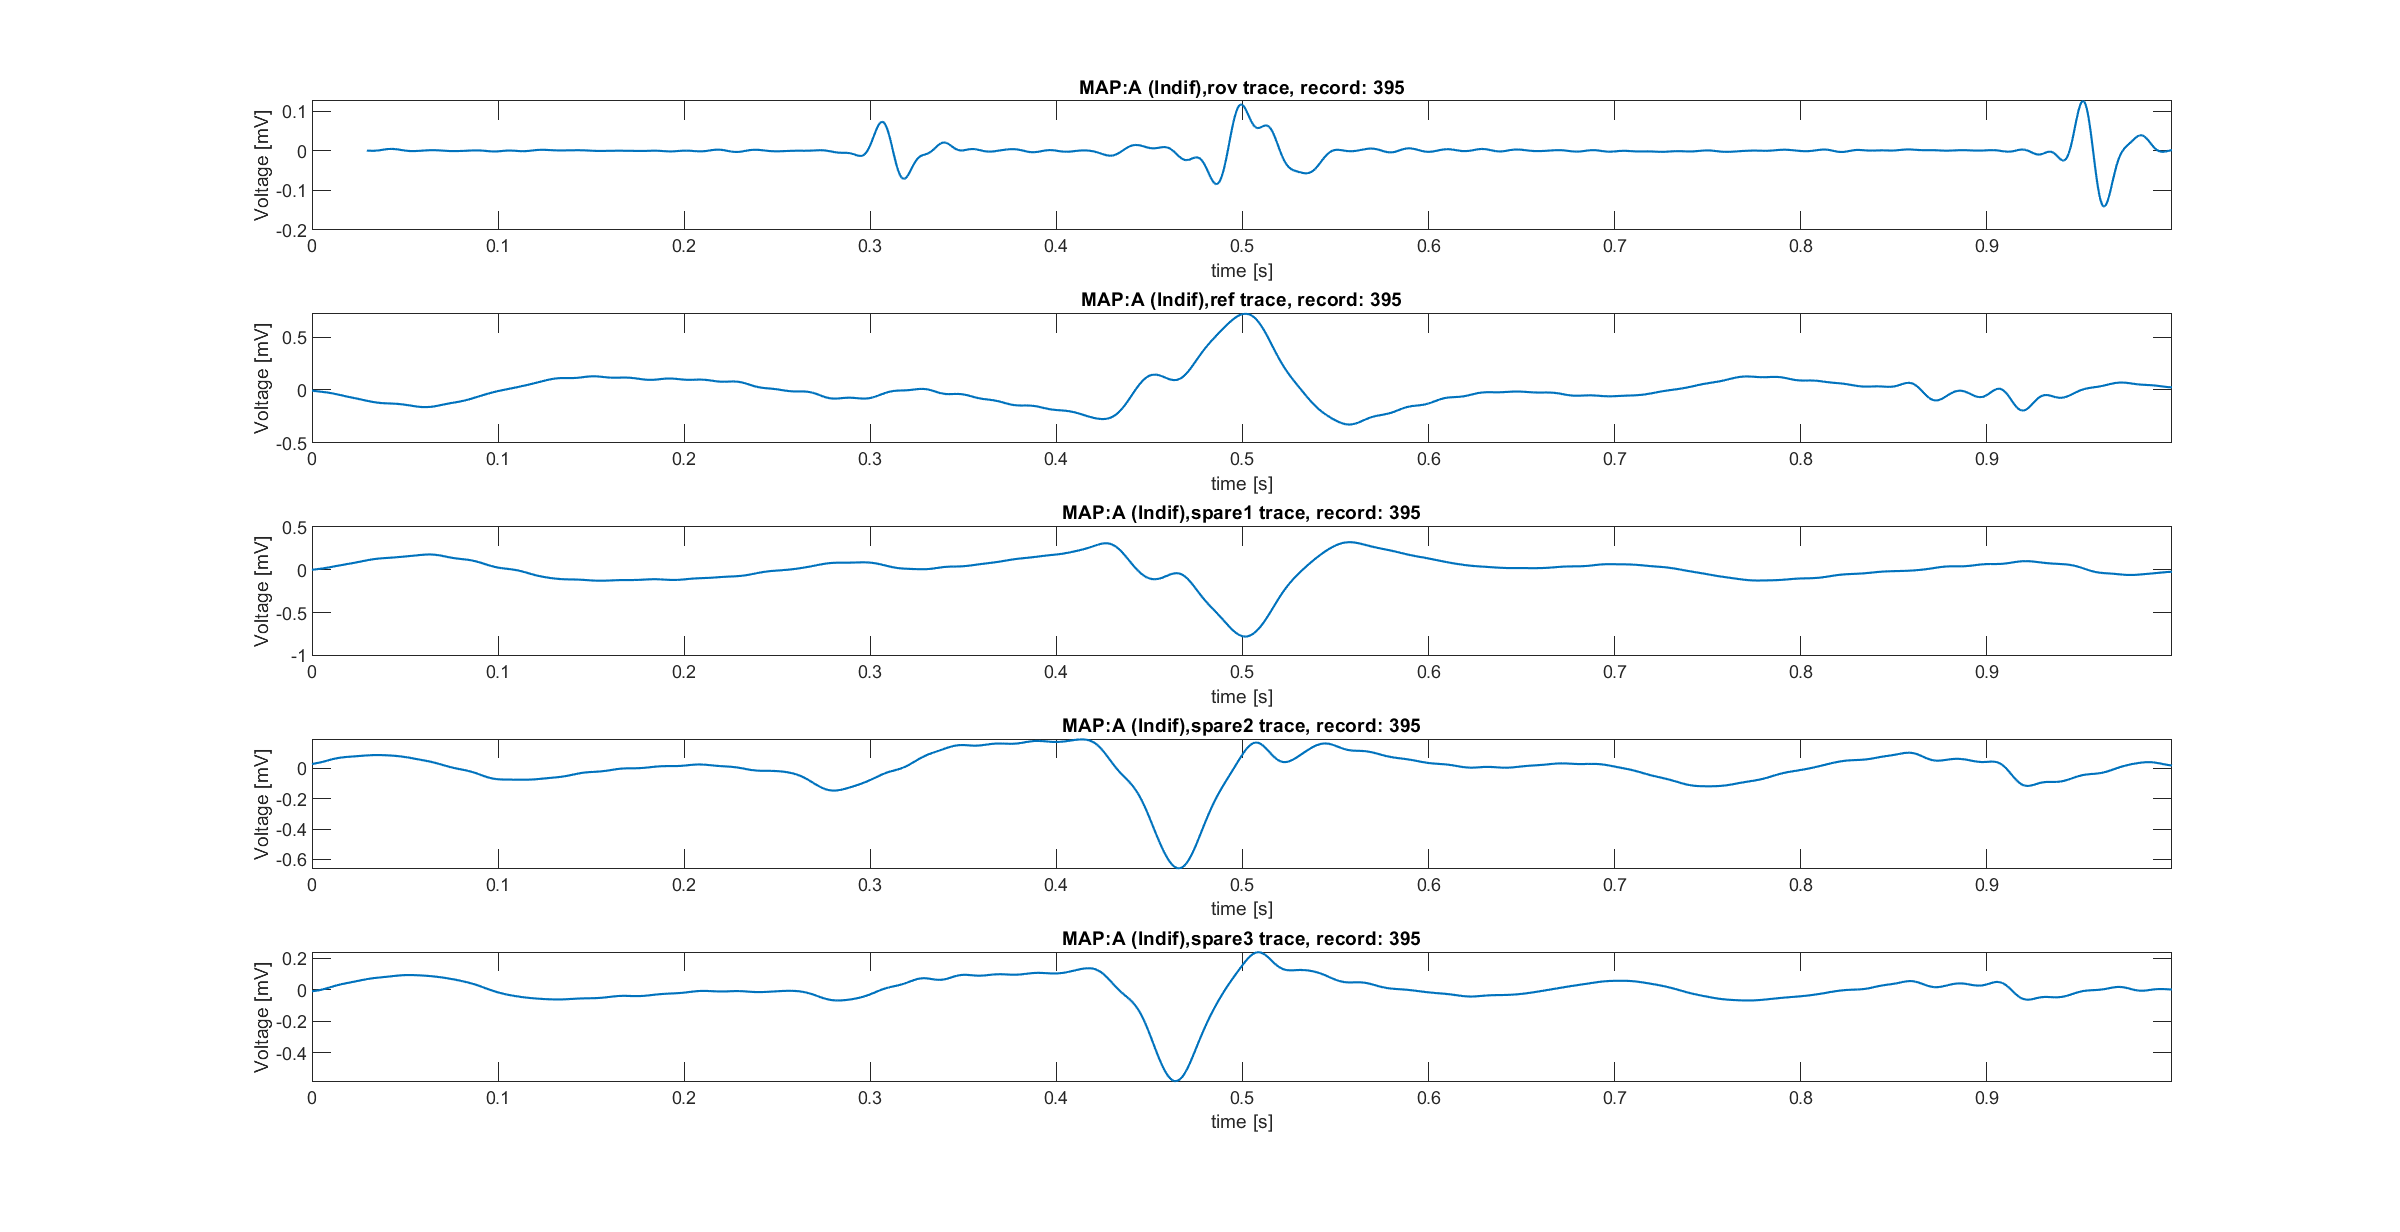 MAP:A (Indif),rov trace, record: 395
Voltage [mV]
0.1
0
-0.1
-0.2
0 0.1 0.2 0.3 0.4 0.5 0.6 0.7 0.8 0.9
time [s]
MAP:A (Indif),ref trace, record: 395
Voltage [mV]
0.5
0
-0.5
0 0.1 0.2 0.3 0.4 0.5 0.6 0.7 0.8 0.9
time [s]
MAP:A (Indif),spare1 trace, record: 395
Voltage [mV]
0.5
0
-0.5
-1
0 0.1 0.2 0.3 0.4 0.5 0.6 0.7 0.8 0.9
time [s]
MAP:A (Indif),spare2 trace, record: 395
Voltage [mV]
0
-0.2
-0.4
-0.6
0 0.1 0.2 0.3 0.4 0.5 0.6 0.7 0.8 0.9
time [s]
MAP:A (Indif),spare3 trace, record: 395
Voltage [mV]
0.2
0
-0.2
-0.4
0 0.1 0.2 0.3 0.4 0.5 0.6 0.7 0.8 0.9
time [s]